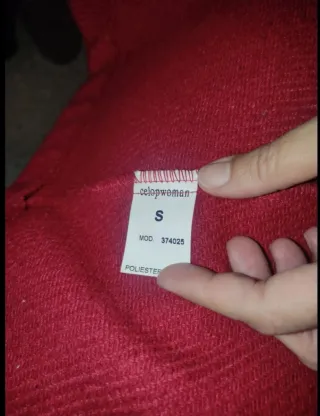 celopwoman
S
MOD. 374025
POLIESTER